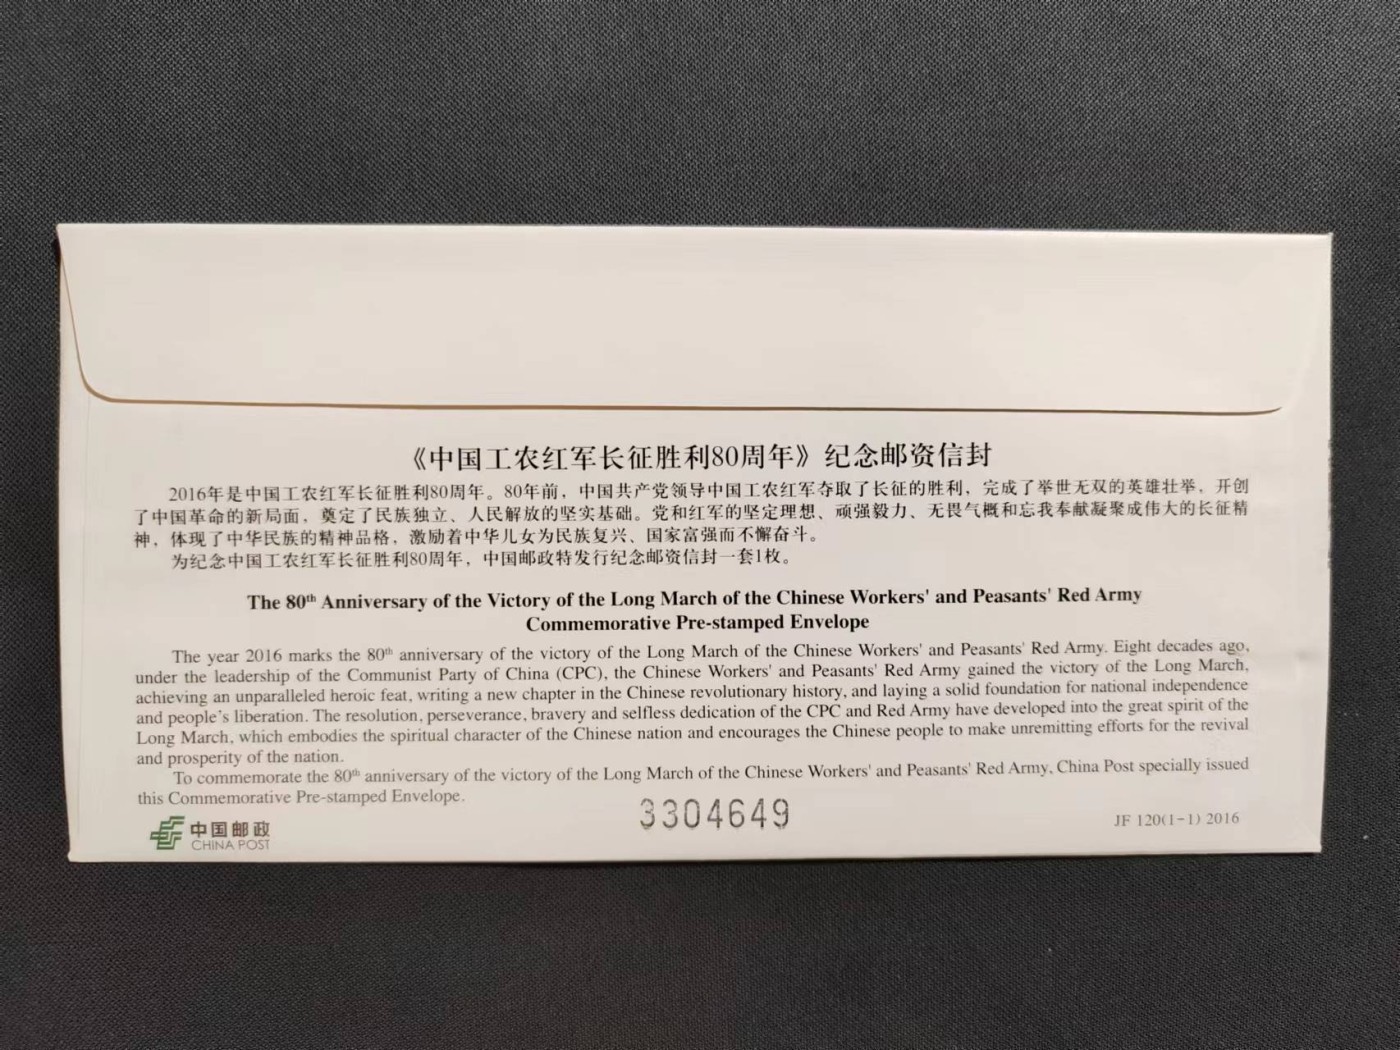 《中国工农红军长征胜利80周年》纪念邮资信封
2016年是中国工农红军长征胜利80周年。80年前，中国共产党领导中国工农红军夺取了长征的胜利，完成了举世无双的英雄壮举，开创
了中国革命的新局面，奠定了民族独立、人民解放的坚实基础。党和红军的坚定理想、顽强毅力、无畏气概和忘我奉献凝聚成伟大的长征精
神，体现了中华民族的精神品格，激励着中华儿女为民族复兴、国家富强而不懈奋斗。
为纪念中国工农红军长征胜利80周年，中国邮政特发行纪念邮资信封一套1枚。
The 80th Anniversary of the Victory of the Long March of the Chinese Workers' and Peasants' Red Army
Commemorative Pre-stamped Envelope
The year 2016 marks the 80th anniversary of the victory of the Long March of the Chinese Workers' and Peasants' Red Army. Eight decades ago,
under the leadership of the Communist Party of China (CPC), the Chinese Workers' and Peasants' Red Army gained the victory of the Long March,
achieving an unparalleled heroic feat, writing a new chapter in the Chinese revolutionary history, and laying a solid foundation for national independence
and people's liberation. The resolution, perseverance, bravery and selfless dedication of the CPC and Red Army have developed into the great spirit of the
Long March, which embodies the spiritual character of the Chinese nation and encourages the Chinese people to make unremitting efforts for the revival
and prosperity of the nation.
To commemorate the 80th anniversary of the victory of the Long March of the Chinese Workers' and Peasants' Red Army, China Post specially issued
this Commemorative Pre-stamped Envelope.
中国邮政
CHINA POST
3304649
JF 120(1-1) 2016